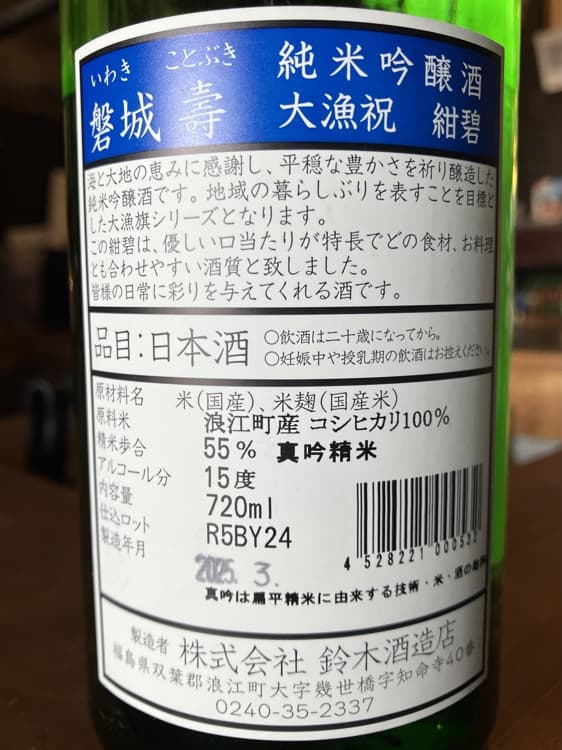 いわき ことぶき
磐城 壽
純米吟醸酒
大漁祝 紺碧
海と大地の恵みに感謝し、平穏な豊かさを祈り醸造した
純米吟醸酒です。地域の暮らしぶりを表すことを目標と
した大漁旗シリーズとなります。
この紺碧は、優しい口当たりが特長でどの食材、お料理
とも合わせやすい酒質と致しました。
皆様の日常に彩りを与えてくれる酒です。
品目:日本酒
○飲酒は二十歳になってから。
○妊娠中や授乳期の飲酒はお控えください。
原材料名 米(国産)、米麹(国産米)
原料米 浪江町産 コシヒカリ100%
精米歩合 55% 真吟精米
アルコール分 15度
内容量 720ml
仕込ロット R5BY24
製造年月 2025.3.
4 528221 000532
真吟は扁平精米に由来する技術・米・酒の
製造者 株式会社 鈴木酒造店
福島県双葉郡浪江町大字幾世橋字知命寺40番
0240-35-2337